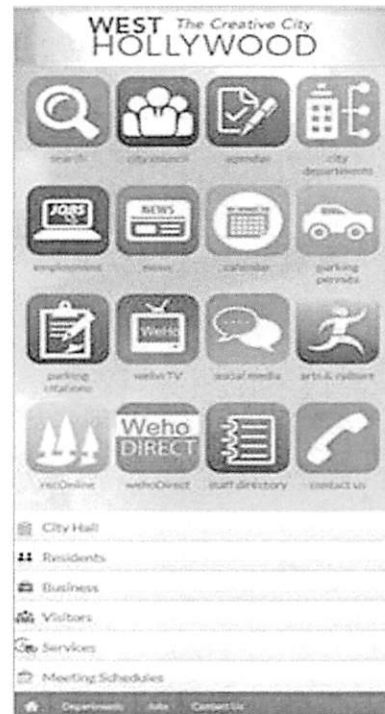 WEST The Creative City
HOLLYWOOD
search city council agendas city departments
JOBS
NEWS
employment news calendar parking permits
WeHo
parking citations weho TV social media arts & culture
Weho
DIRECT
recOnline wehoDirect staff directory contact us
City Hall
Residents
Business
Visitors
Services
Meeting Schedules
Departments Jobs Contact Us